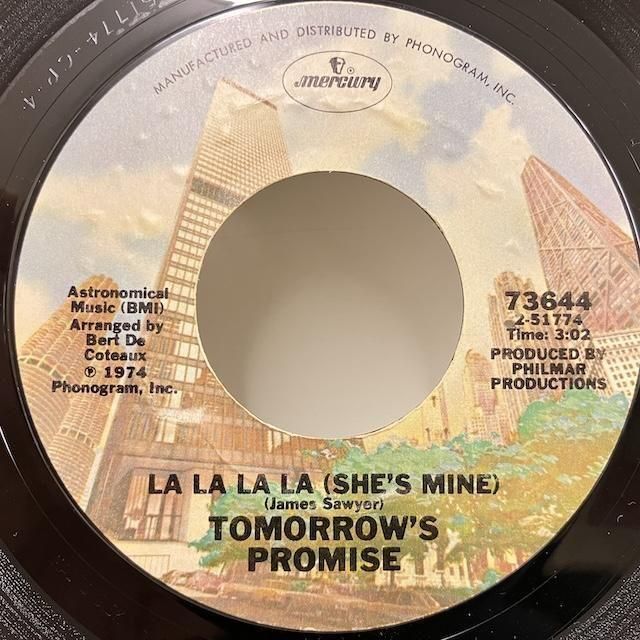 MANUFACTURED AND DISTRIBUTED BY PHONOGRAM, INC.
mercury
Astronomical
Music (BMI)
Arranged by
Bert De
Coteaux
℗ 1974
Phonogram, Inc.
73644
2-51774
Time: 3:02
PRODUCED BY
PHILMAR
PRODUCTIONS
LA LA LA LA (SHE'S MINE)
(James Sawyer)
TOMORROW'S
PROMISE